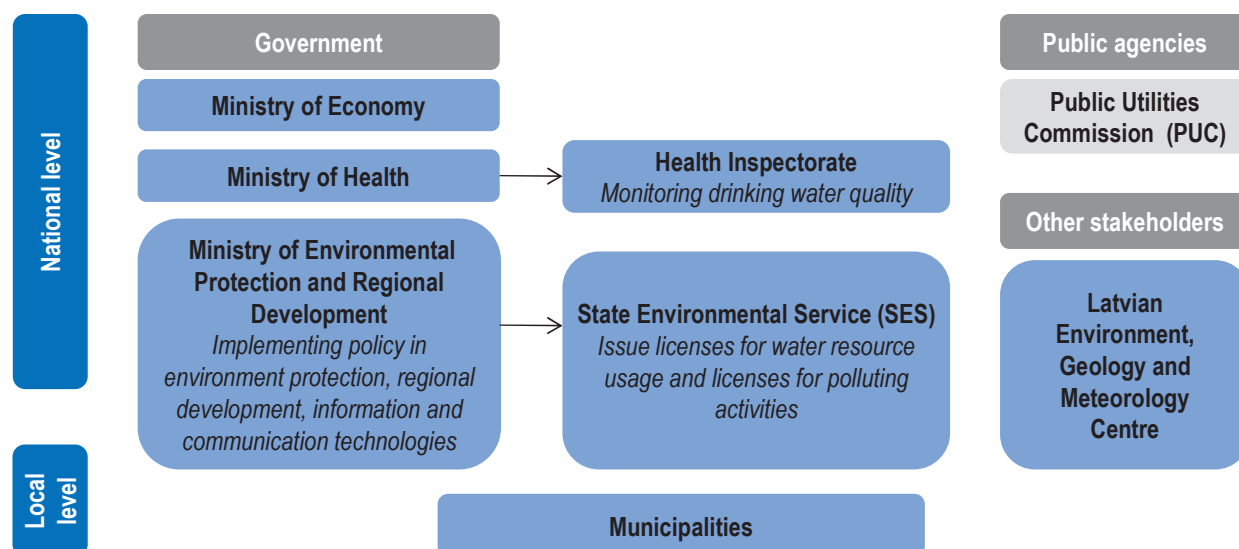 National level
Government
Ministry of Economy
Ministry of Health
Health Inspectorate
Monitoring drinking water quality
Ministry of Environmental
Protection and Regional
Development
Implementing policy in
environment protection, regional
development, information and
communication technologies
State Environmental Service (SES)
Issue licenses for water resource
usage and licenses for polluting
activities
Public agencies
Public Utilities
Commission (PUC)
Other stakeholders
Latvian
Environment,
Geology and
Meteorology
Centre
Local
level
Municipalities